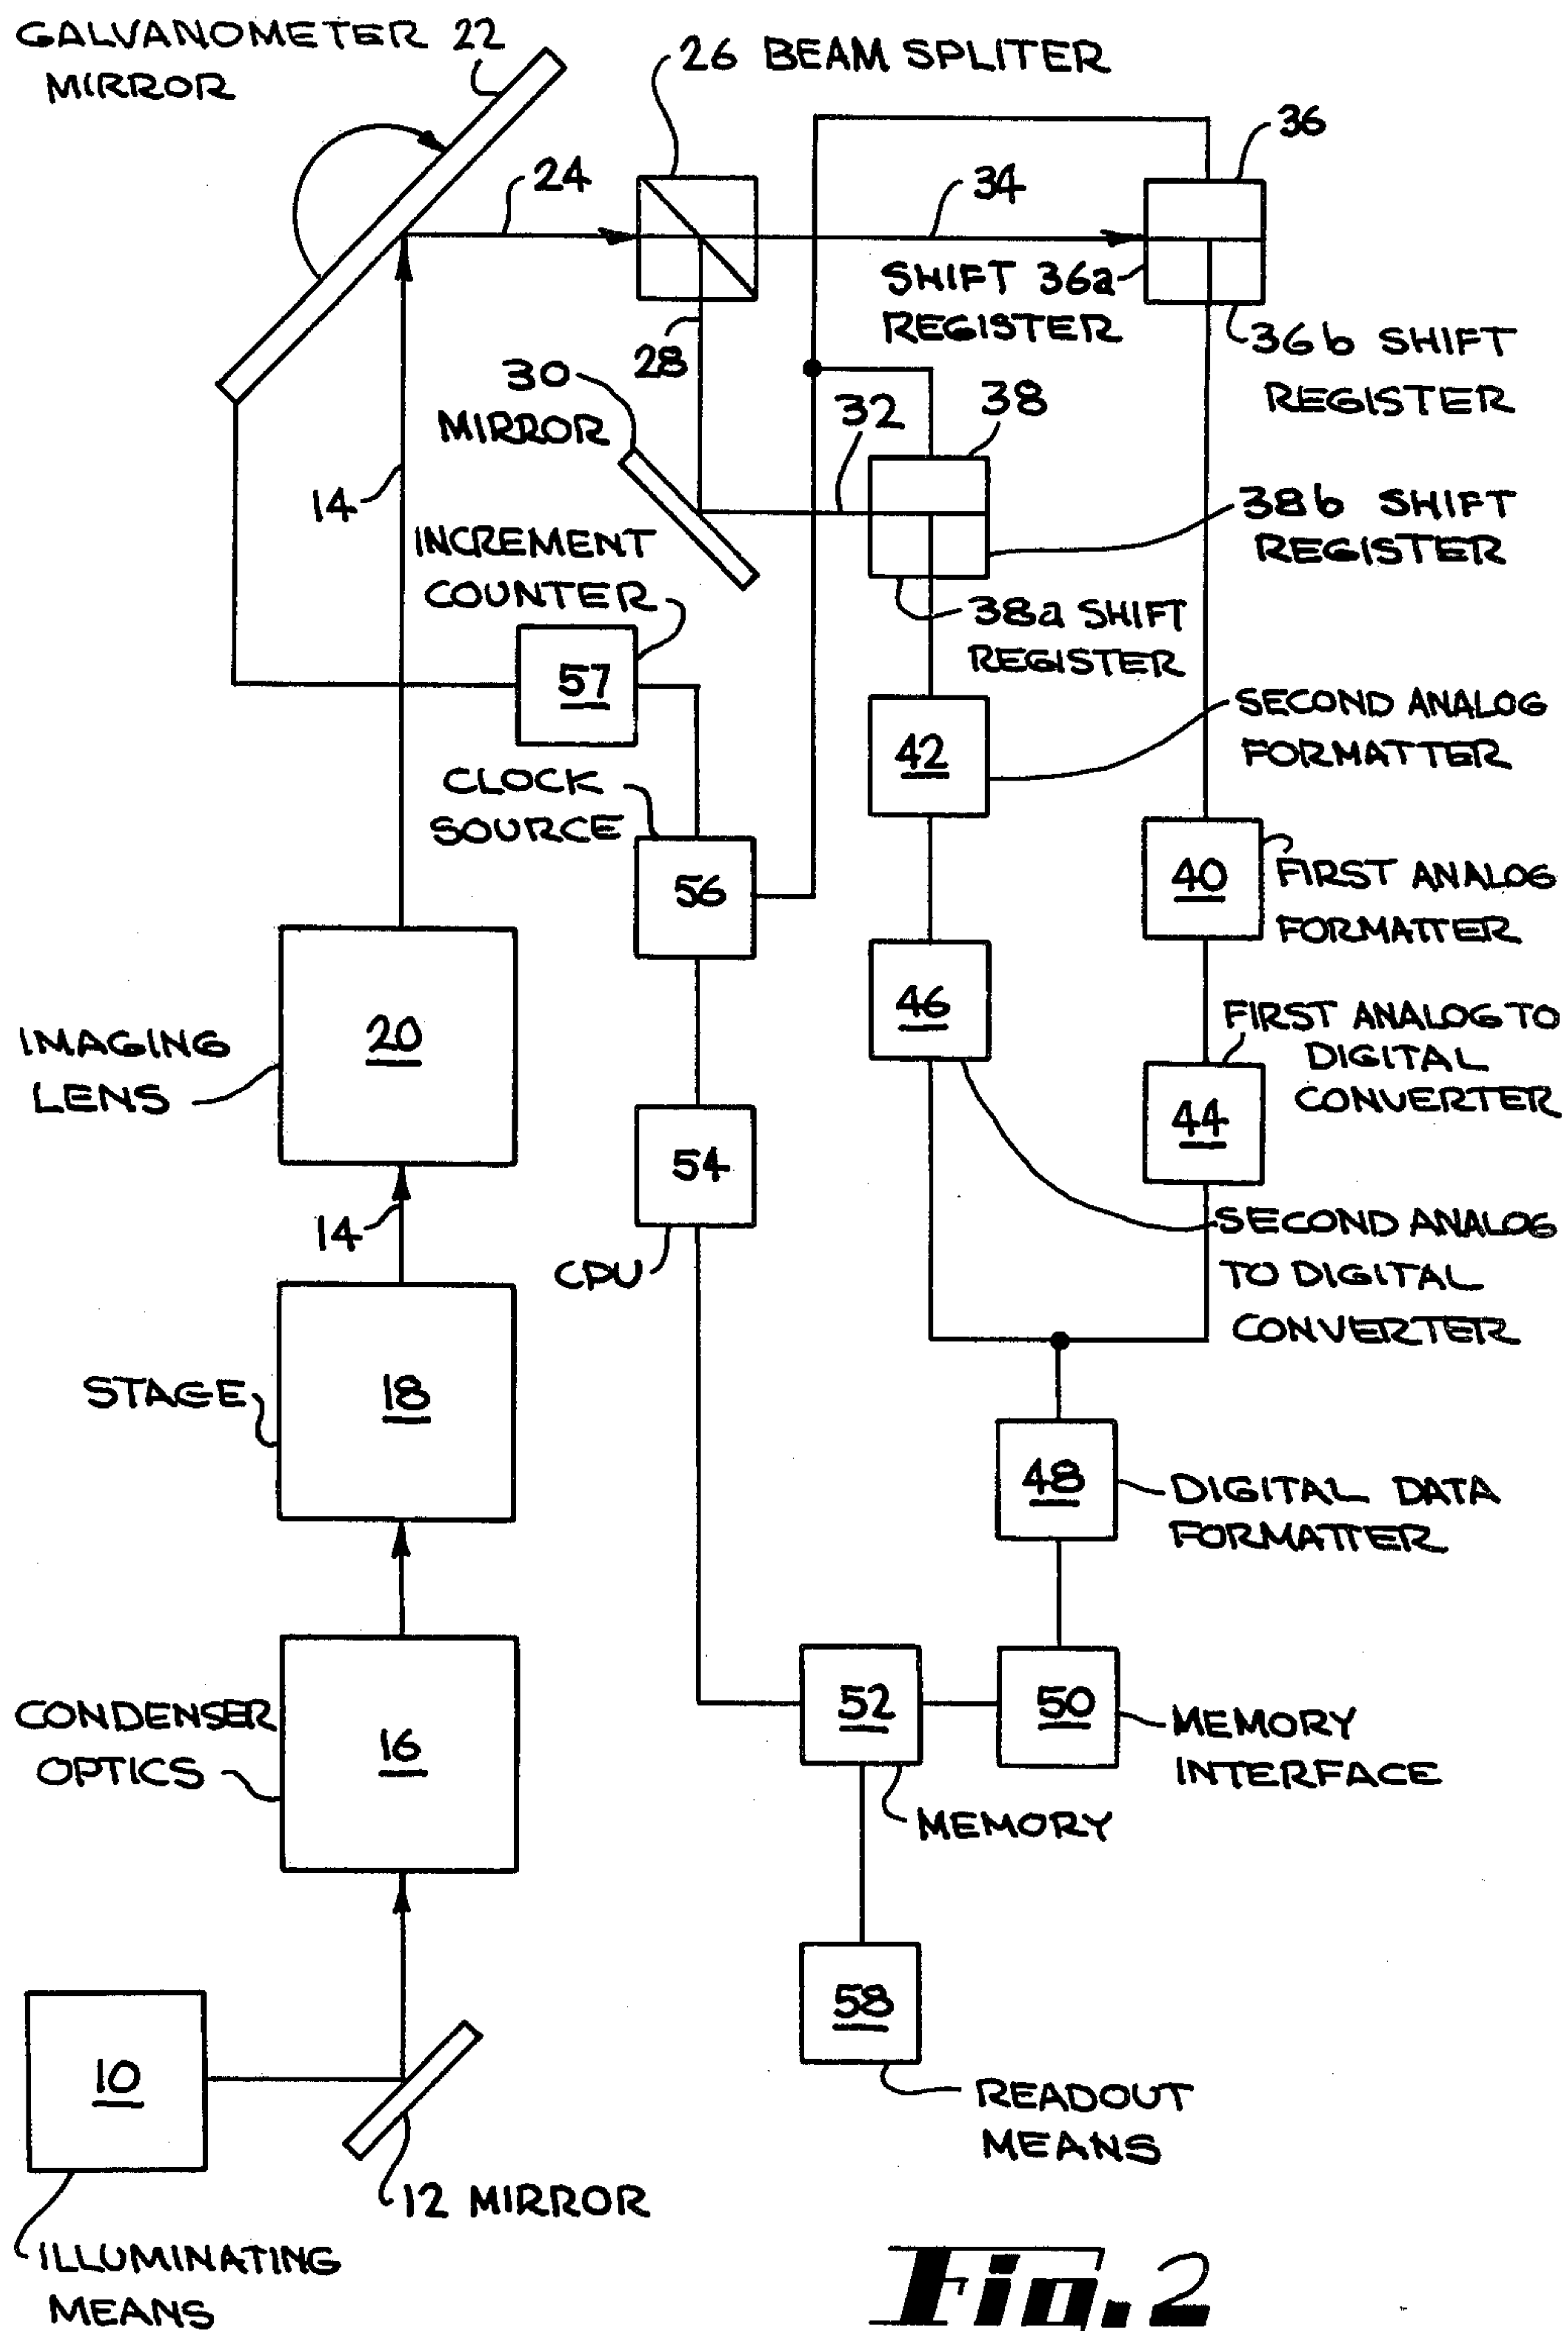 GALVANOMETER 22
MIRROR
26 BEAM SPLITER
36
24
34
SHIFT 36a
REGISTER
36b SHIFT
REGISTER
28
30
MIRROR
32
38
14
38b SHIFT
REGISTER
INCREMENT
COUNTER
38a SHIFT
REGISTER
57
SECOND ANALOG
FORMATTER
42
CLOCK
SOURCE
56
40
FIRST ANALOG
FORMATTER
46
FIRST ANALOG TO
DIGITAL
CONVERTER
IMAGING
LENS
20
44
54
14
CPU
SECOND ANALOG
TO DIGITAL
CONVERTER
STAGE
18
48
DIGITAL DATA
FORMATTER
CONDENSER
OPTICS
16
52
50
MEMORY
INTERFACE
MEMORY
58
10
READOUT
MEANS
12 MIRROR
ILLUMINATING
MEANS
Fig. 2